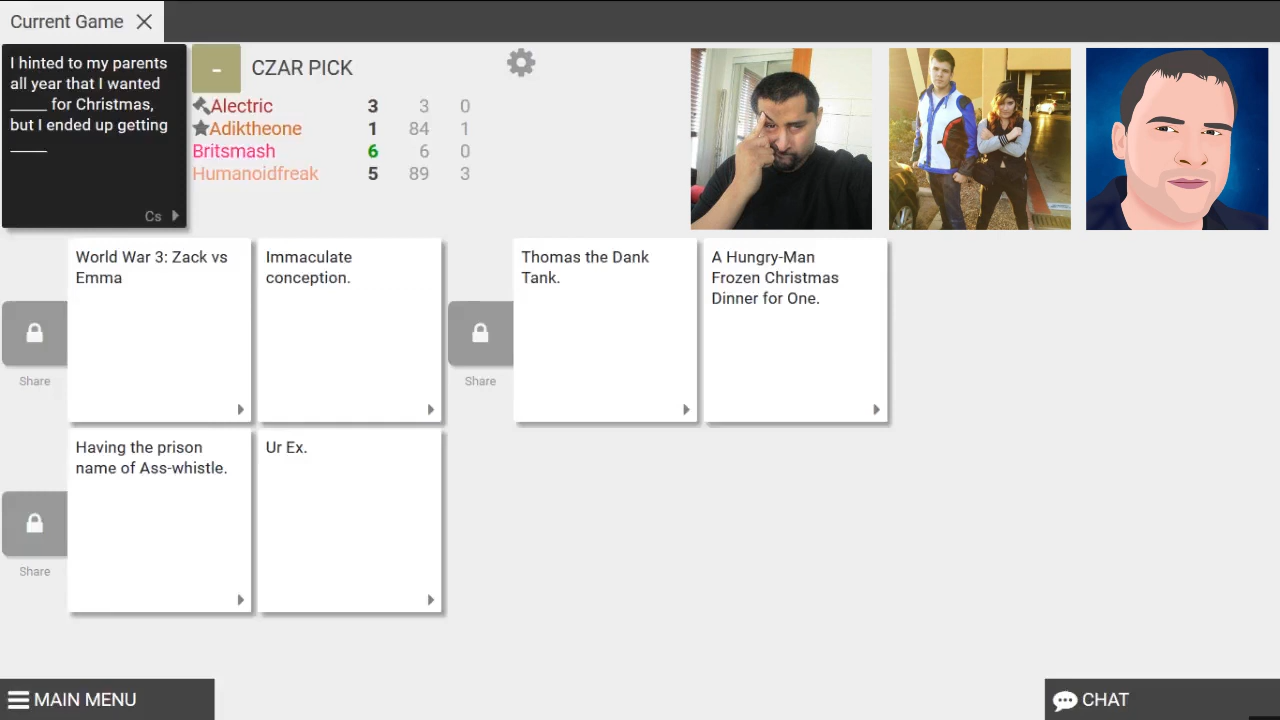 Current Game
I hinted to my parents
all year that I wanted
____ for Christmas,
but I ended up getting
____
Cs
-
CZAR PICK
Alectric 3 3 0
Adiktheone 1 84 1
Britsmash 6 6 0
Humanoidfreak 5 89 3
World War 3: Zack vs
Emma
Immaculate
conception.
Share
Thomas the Dank
Tank.
A Hungry-Man
Frozen Christmas
Dinner for One.
Share
Having the prison
name of Ass-whistle.
Ur Ex.
Share
MAIN MENU
CHAT